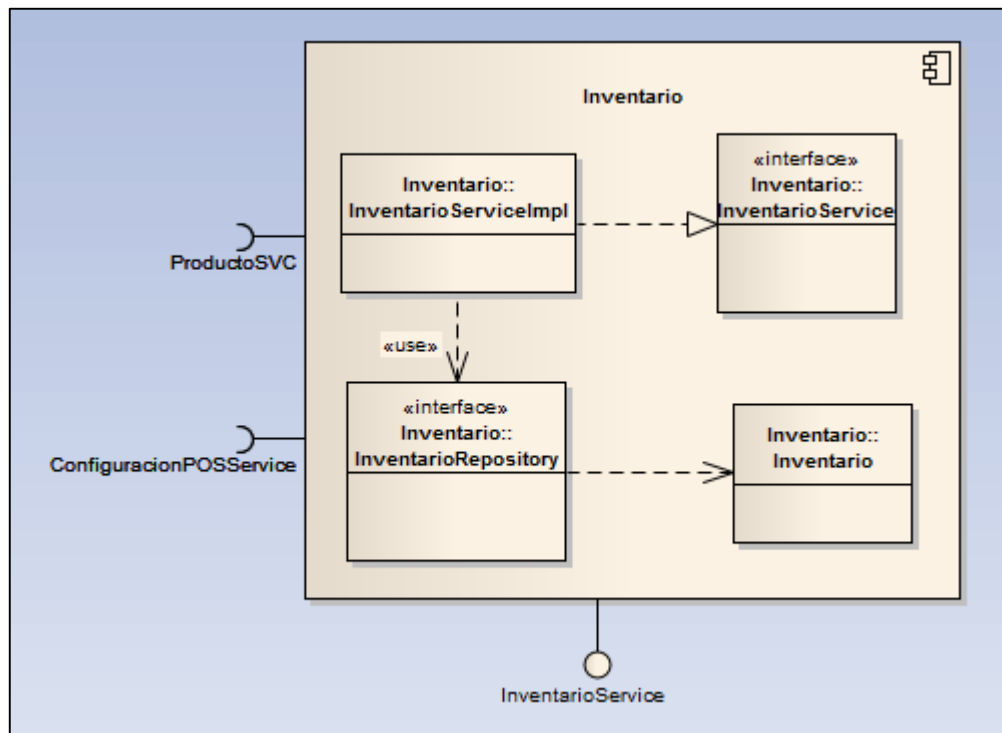 Inventario
Inventario::
InventarioServiceImpl
«interface»
Inventario::
InventarioService
ProductoSVC
«use»
«interface»
Inventario::
InventarioRepository
Inventario::
Inventario
ConfiguracionPOSService
InventarioService